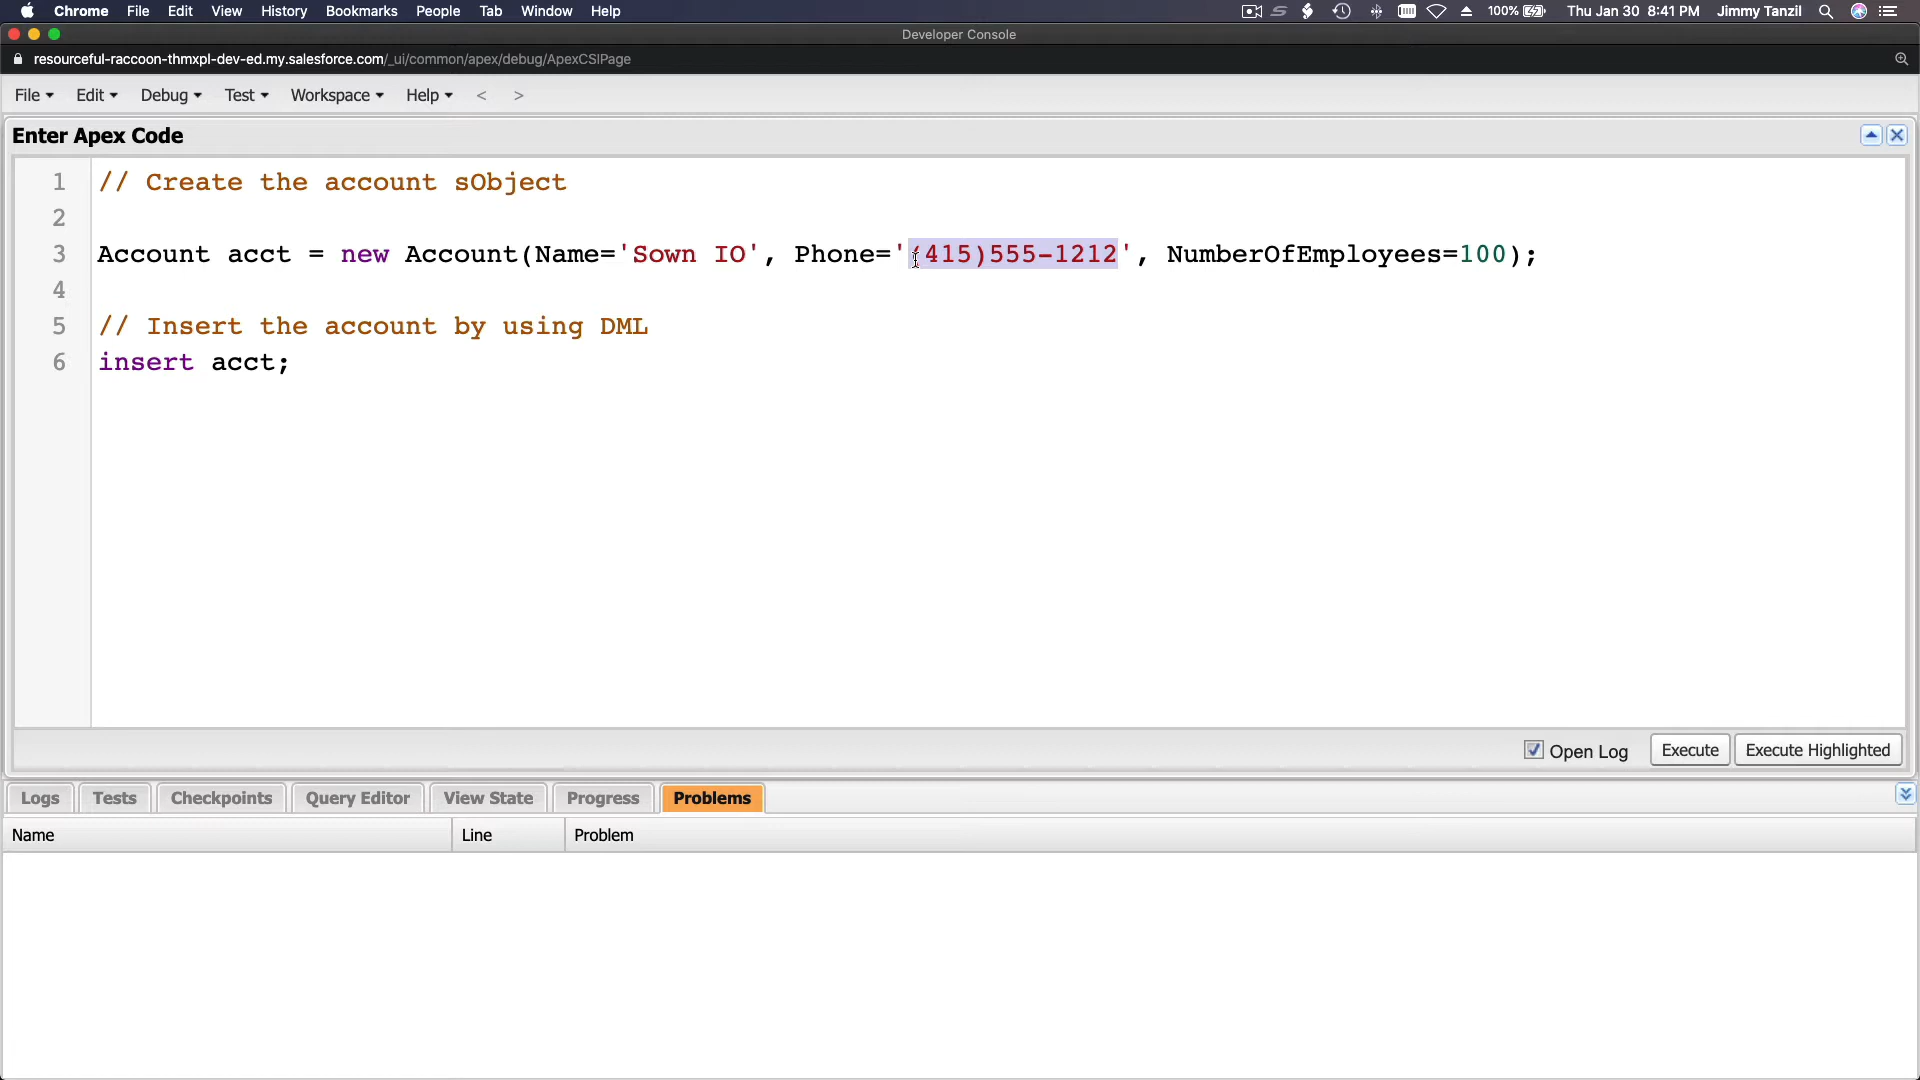 Chrome File Edit View History Bookmarks People Tab Window Help 100% Thu Jan 30 8:41 PM Jimmy Tanzil
Developer Console
resourceful-raccoon-thmxpl-dev-ed.my.salesforce.com/_ui/common/apex/debug/ApexCSIPage
File Edit Debug Test Workspace Help < >
Enter Apex Code
1 // Create the account sObject
2
3 Account acct = new Account(Name='Sown IO', Phone='(415)555-1212', NumberOfEmployees=100);
4
5 // Insert the account by using DML
6 insert acct;
Open Log Execute Execute Highlighted
Logs Tests Checkpoints Query Editor View State Progress Problems
Name Line Problem